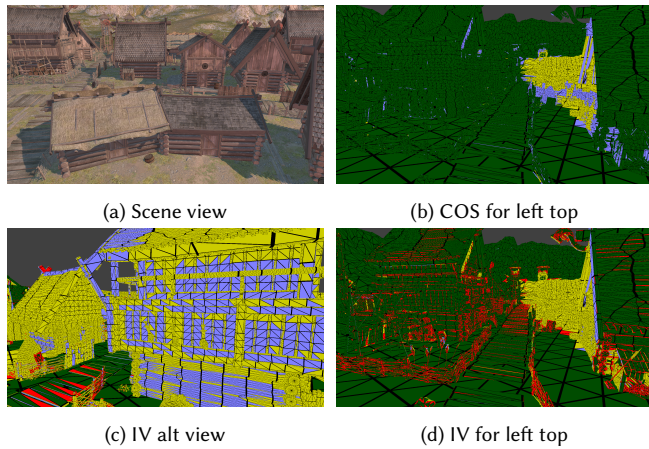 (a) Scene view
(b) COS for left top
(c) IV alt view
(d) IV for left top